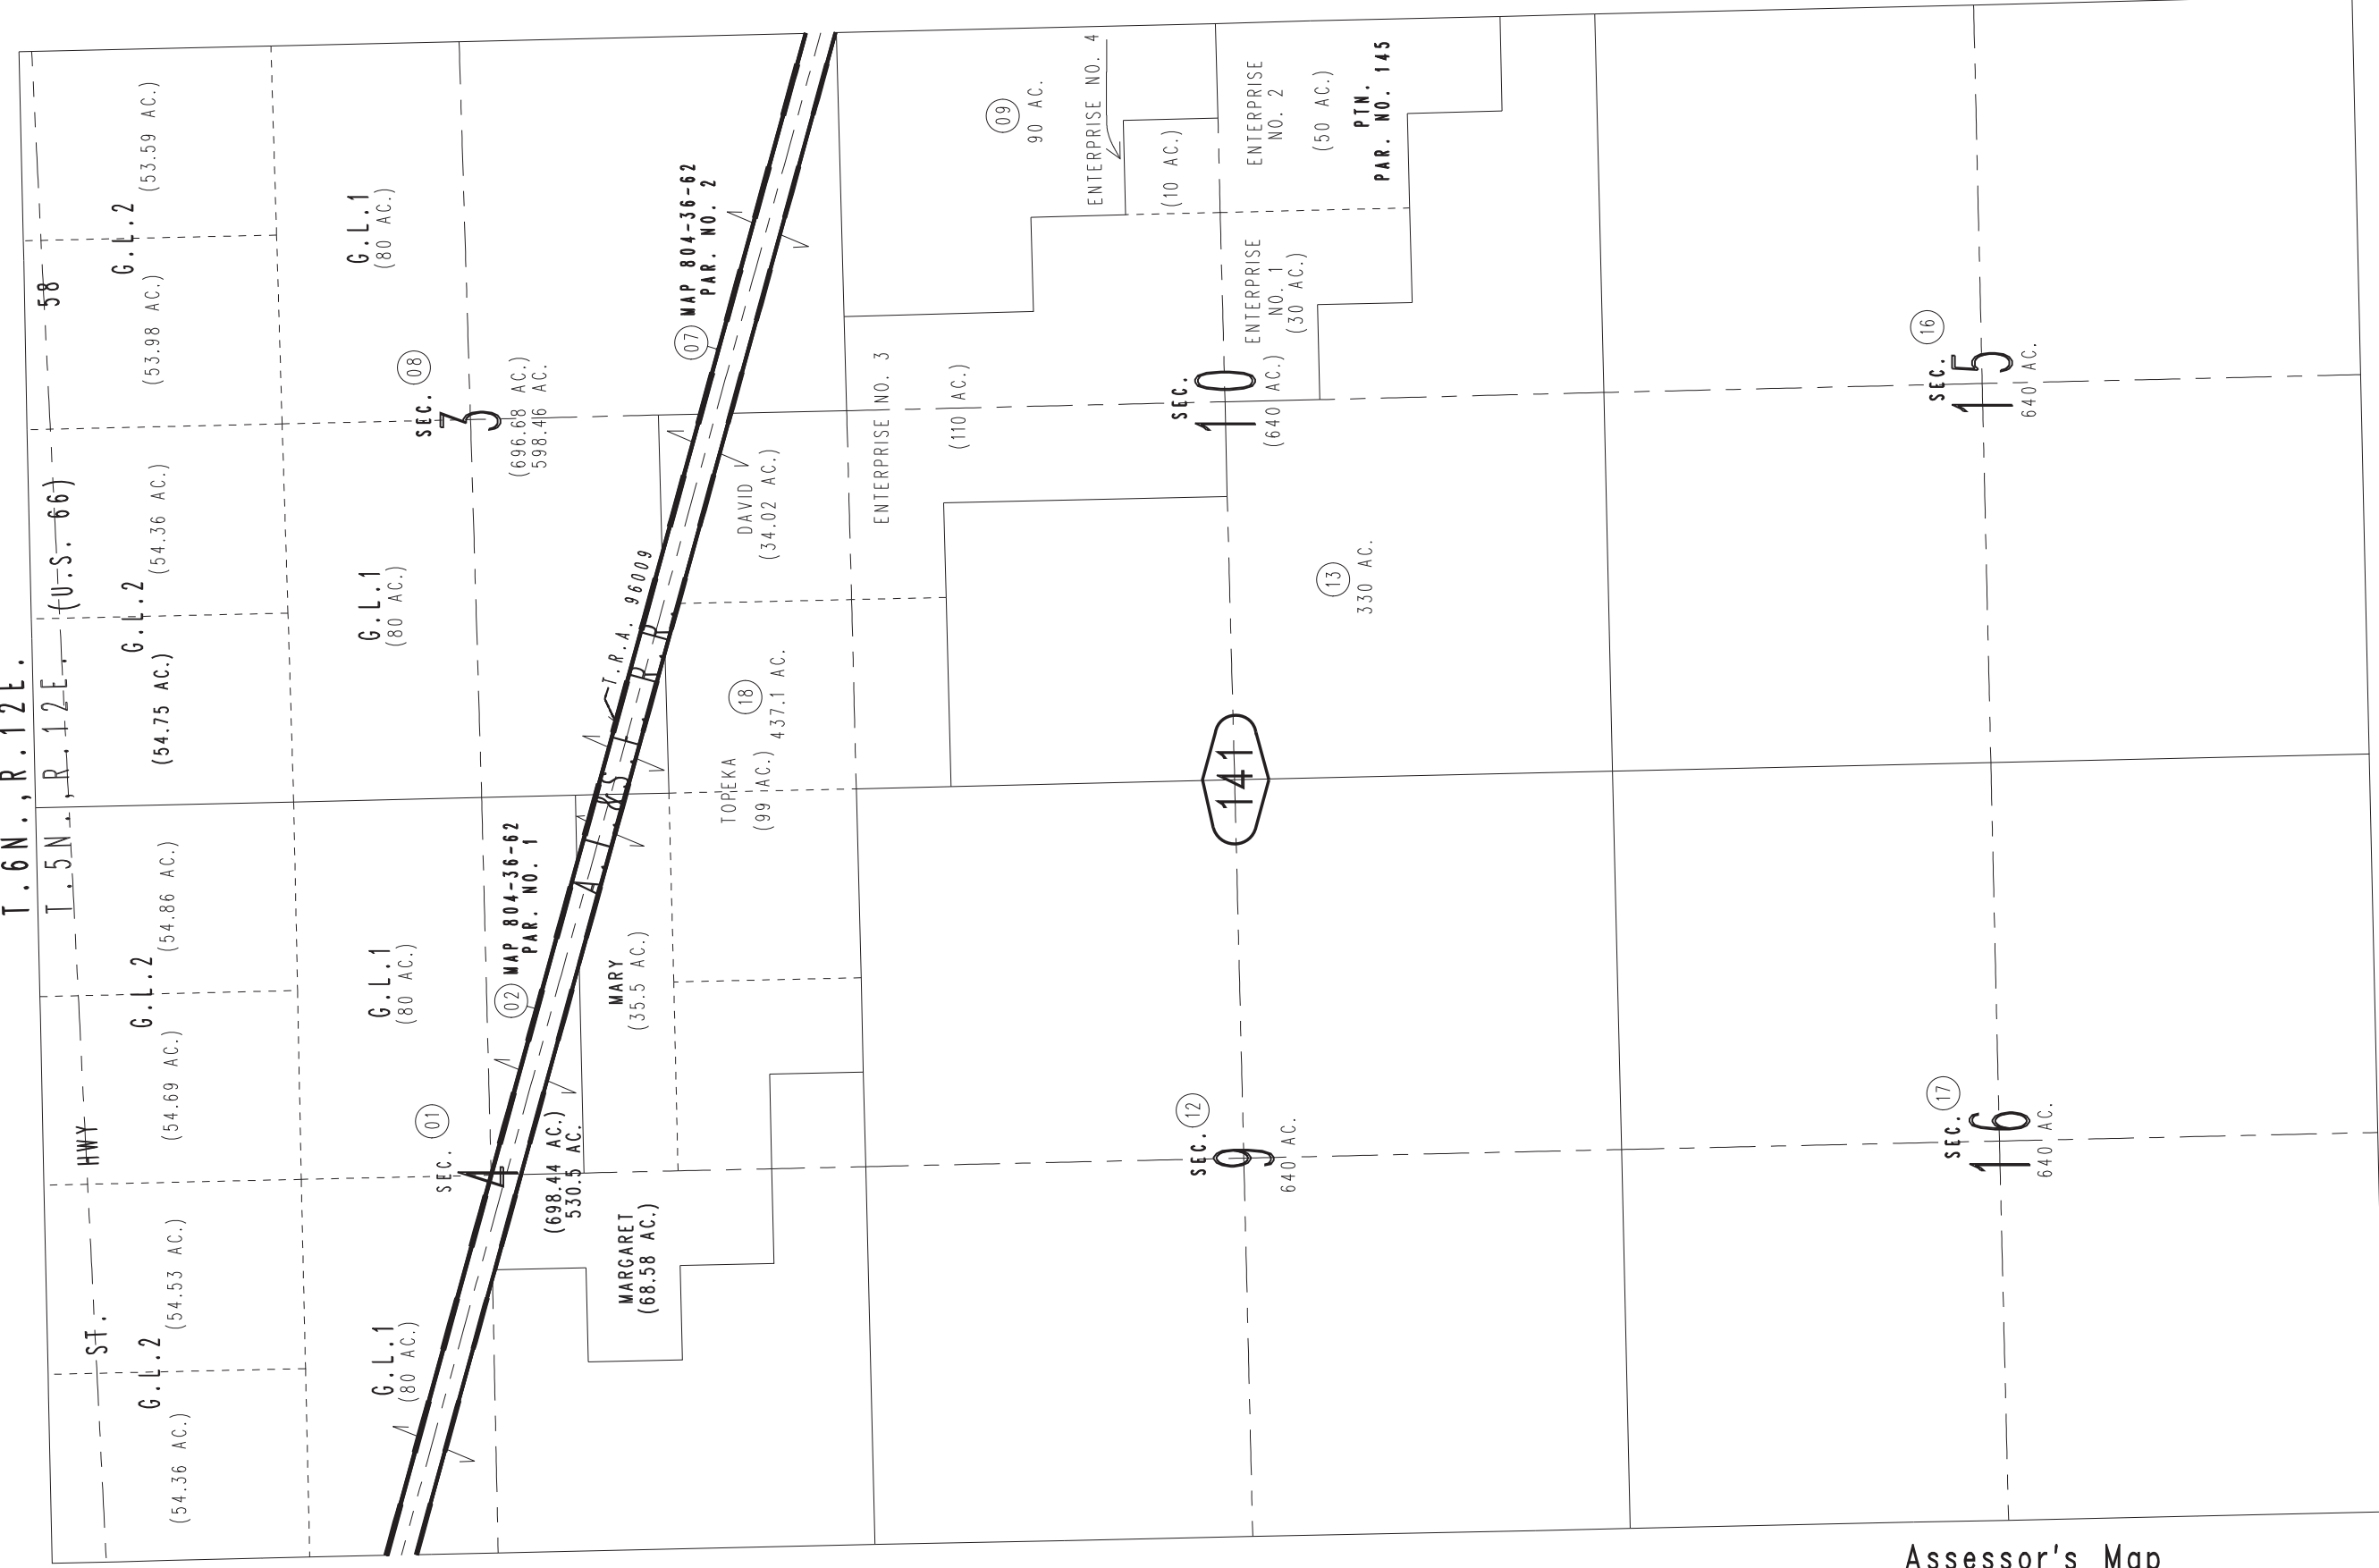 T.6N.,R.12E.
T.5N.,R.12E.
ST.
HWY
(U.S. 66)
58
(54.36 AC.)
G.L.2
(54.53 AC.)
(54.69 AC.)
G.L.2
(54.86 AC.)
(54.75 AC.)
G.L.2
(54.36 AC.)
(53.98 AC.)
G.L.2
(53.59 AC.)
G.L.1
(80 AC.)
G.L.1
(80 AC.)
G.L.1
(80 AC.)
G.L.1
(80 AC.)
01
SEC.
4
(698.44 AC.)
530.5 AC.
02
MAP 804-36-62
PAR. NO. 1
08
SEC.
3
(696.68 AC.)
598.46 AC.
07
MAP 804-36-62
PAR. NO. 2
A.T. & S.F. R.R.
T.R.A. 96009
MARGARET
(68.58 AC.)
MARY
(35.5 AC.)
TOPEKA
(99 AC.)
18
437.1 AC.
DAVID
(34.02 AC.)
ENTERPRISE NO. 3
(110 AC.)
09
90 AC.
ENTERPRISE NO. 4
(10 AC.)
ENTERPRISE
NO. 2
(50 AC.)
PTN.
PAR. NO. 145
ENTERPRISE
NO. 1
(30 AC.)
SEC.
10
(640 AC.)
13
330 AC.
141
12
SEC.
9
640 AC.
16
SEC.
15
640 AC.
17
SEC.
16
640 AC.
Assessor's Map